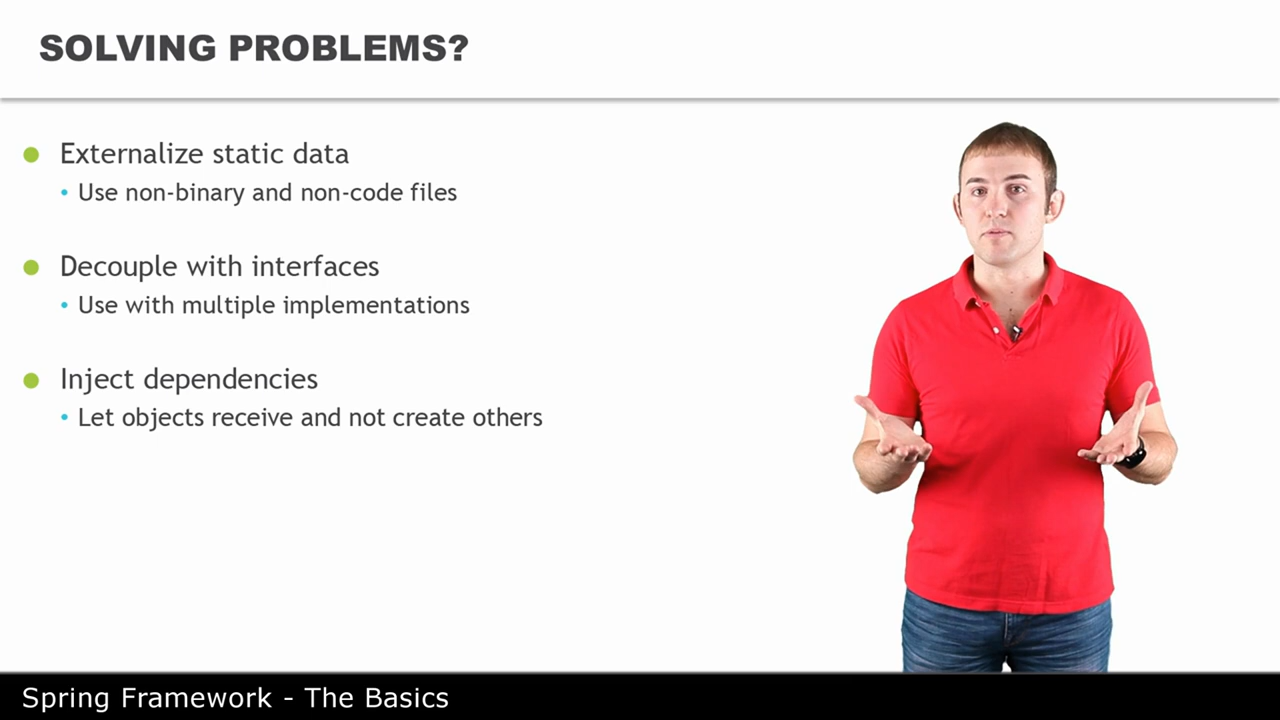 SOLVING PROBLEMS?
Externalize static data
Use non-binary and non-code files
Decouple with interfaces
Use with multiple implementations
Inject dependencies
Let objects receive and not create others
Spring Framework - The Basics